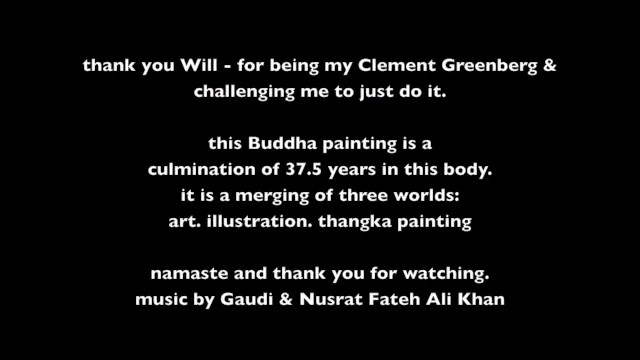 thank you Will - for being my Clement Greenberg &
challenging me to just do it.
this Buddha painting is a
culmination of 37.5 years in this body.
it is a merging of three worlds:
art. illustration. thangka painting
namaste and thank you for watching.
music by Gaudi & Nusrat Fateh Ali Khan